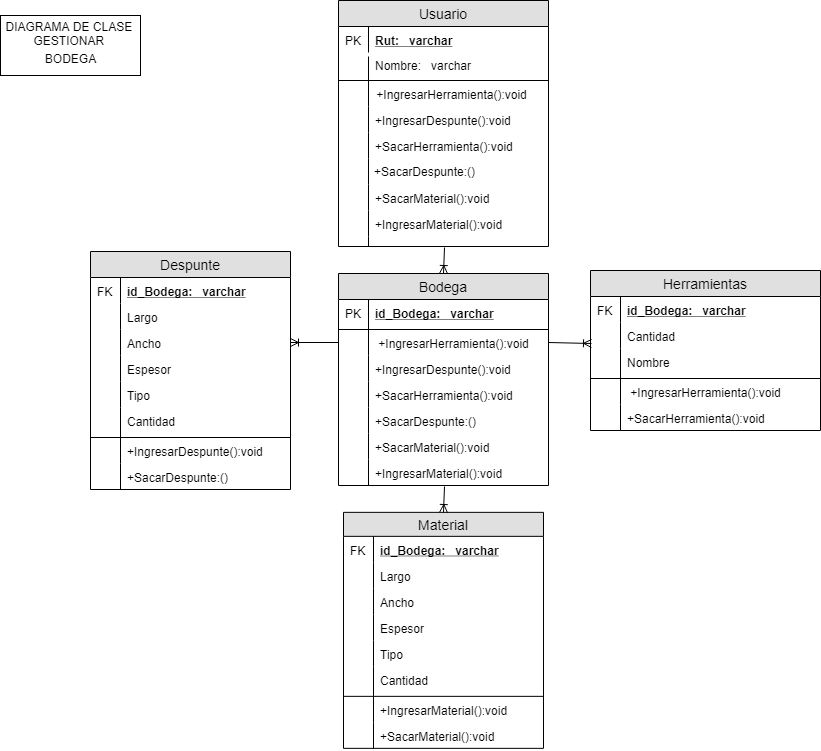 DIAGRAMA DE CLASE
GESTIONAR
BODEGA
Usuario
PK Rut: varchar
Nombre: varchar
+IngresarHerramienta():void
+IngresarDespunte():void
+SacarHerramienta():void
+SacarDespunte:()
+SacarMaterial():void
+IngresarMaterial():void
Despunte
FK id_Bodega: varchar
Largo
Ancho
Espesor
Tipo
Cantidad
+IngresarDespunte():void
+SacarDespunte:()
Bodega
PK id_Bodega: varchar
+IngresarHerramienta():void
+IngresarDespunte():void
+SacarHerramienta():void
+SacarDespunte:()
+SacarMaterial():void
+IngresarMaterial():void
Herramientas
FK id_Bodega: varchar
Cantidad
Nombre
+IngresarHerramienta():void
+SacarHerramienta():void
Material
FK id_Bodega: varchar
Largo
Ancho
Espesor
Tipo
Cantidad
+IngresarMaterial():void
+SacarMaterial():void